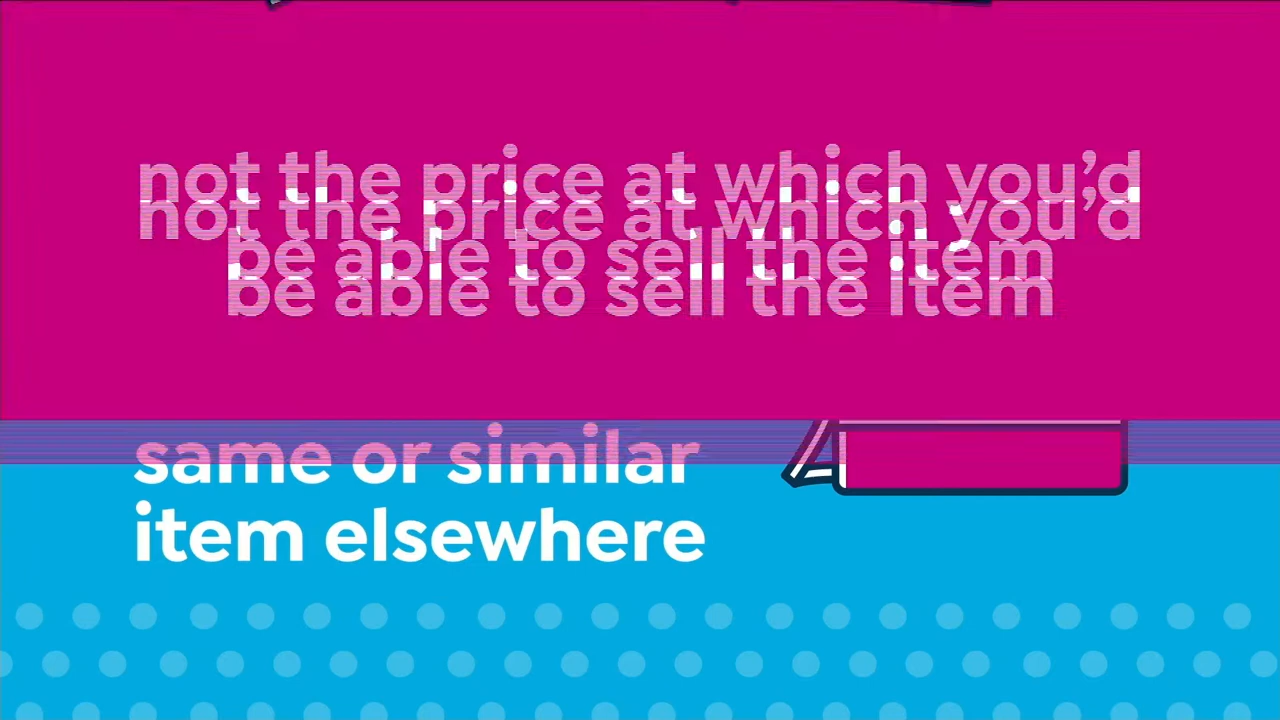 not the price at which you’d
be able to sell the item
same or similar
item elsewhere